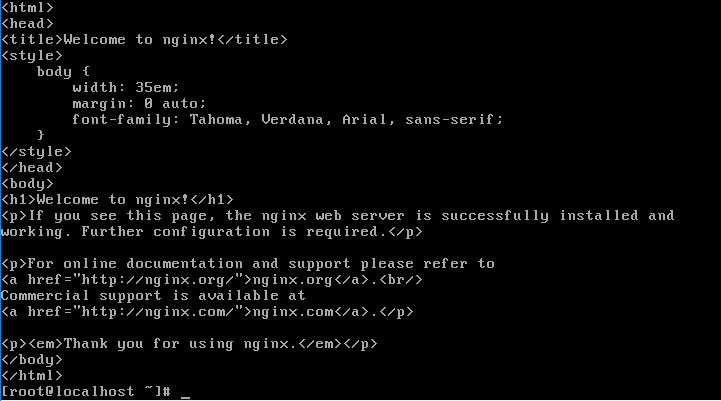 <html>
<head>
<title>Welcome to nginx!</title>
<style>
    body {
        width: 35em;
        margin: 0 auto;
        font-family: Tahoma, Verdana, Arial, sans-serif;
    }
</style>
</head>
<body>
<h1>Welcome to nginx!</h1>
<p>If you see this page, the nginx web server is successfully installed and
working. Further configuration is required.</p>

<p>For online documentation and support please refer to
<a href="http://nginx.org/">nginx.org</a>.<br/>
Commercial support is available at
<a href="http://nginx.com/">nginx.com</a>.</p>

<p><em>Thank you for using nginx.</em></p>
</body>
</html>
[root@localhost ~]# _